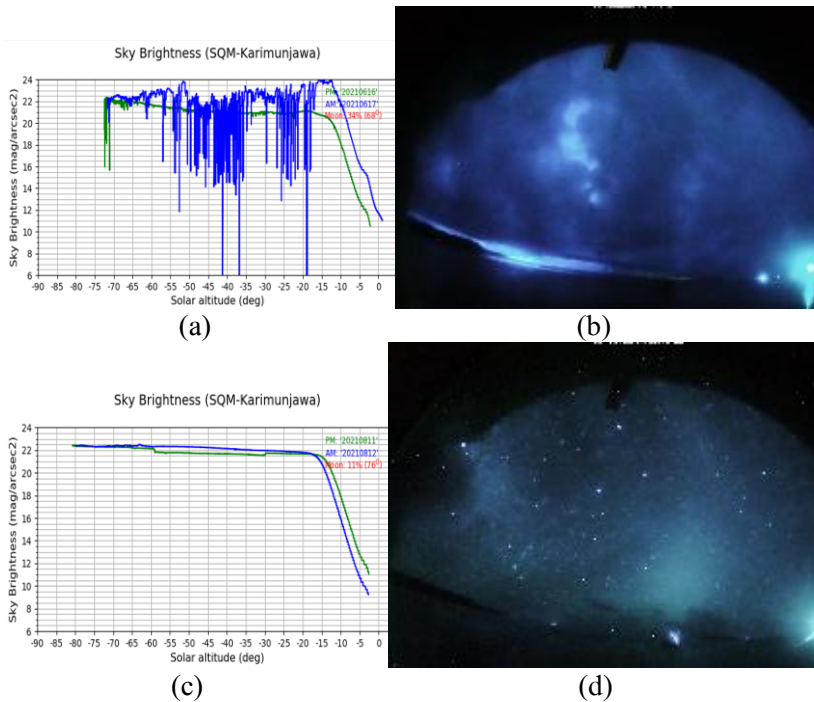 Sky Brightness (SQM-Karimunjawa)
Sky Brightness (mag/arcsec2)
24
22
20
18
16
14
12
10
8
6
PM: '20210616'
AM: '20210617'
Moon: 34% (68⁰)
-90 -85 -80 -75 -70 -65 -60 -55 -50 -45 -40 -35 -30 -25 -20 -15 -10 -5 0
Solar altitude (deg)
(a)
(b)
Sky Brightness (SQM-Karimunjawa)
Sky Brightness (mag/arcsec2)
24
22
20
18
16
14
12
10
8
6
PM: '20210811'
AM: '20210812'
Moon: 11% (76⁰)
-90 -85 -80 -75 -70 -65 -60 -55 -50 -45 -40 -35 -30 -25 -20 -15 -10 -5 0
Solar altitude (deg)
(c)
(d)